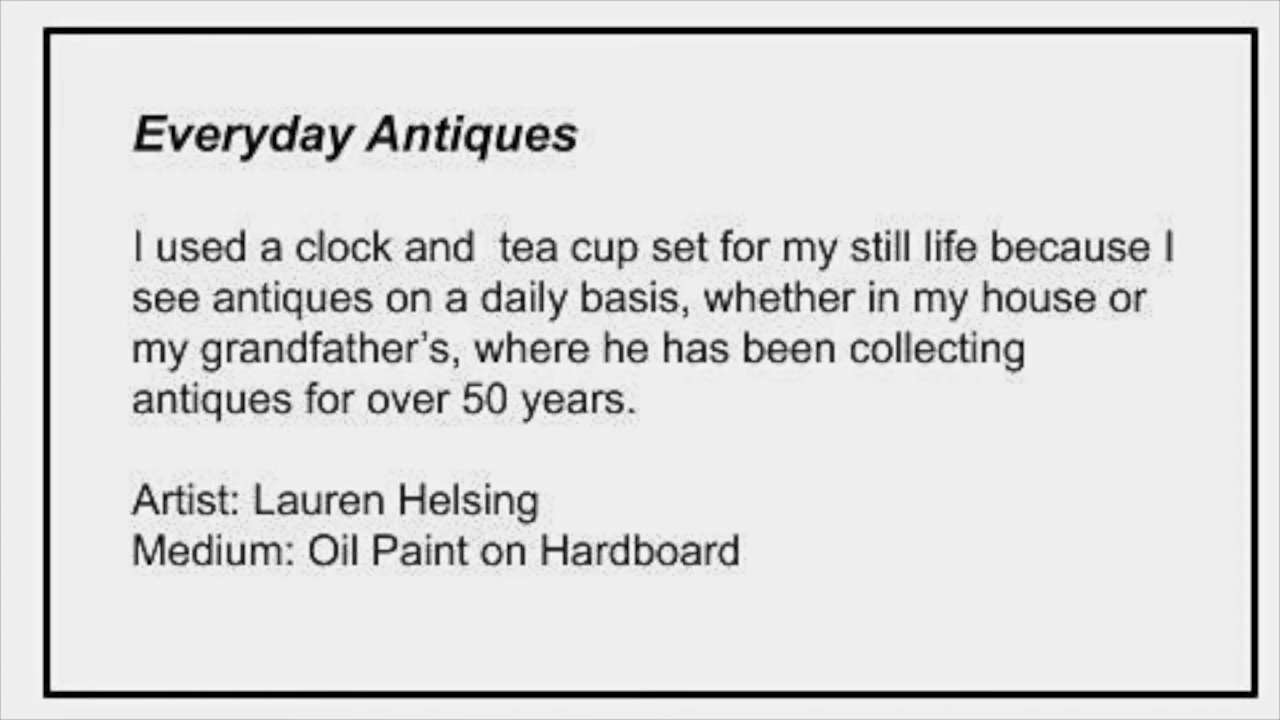 Everyday Antiques
I used a clock and  tea cup set for my still life because I
see antiques on a daily basis, whether in my house or
my grandfather’s, where he has been collecting
antiques for over 50 years.
Artist: Lauren Helsing
Medium: Oil Paint on Hardboard